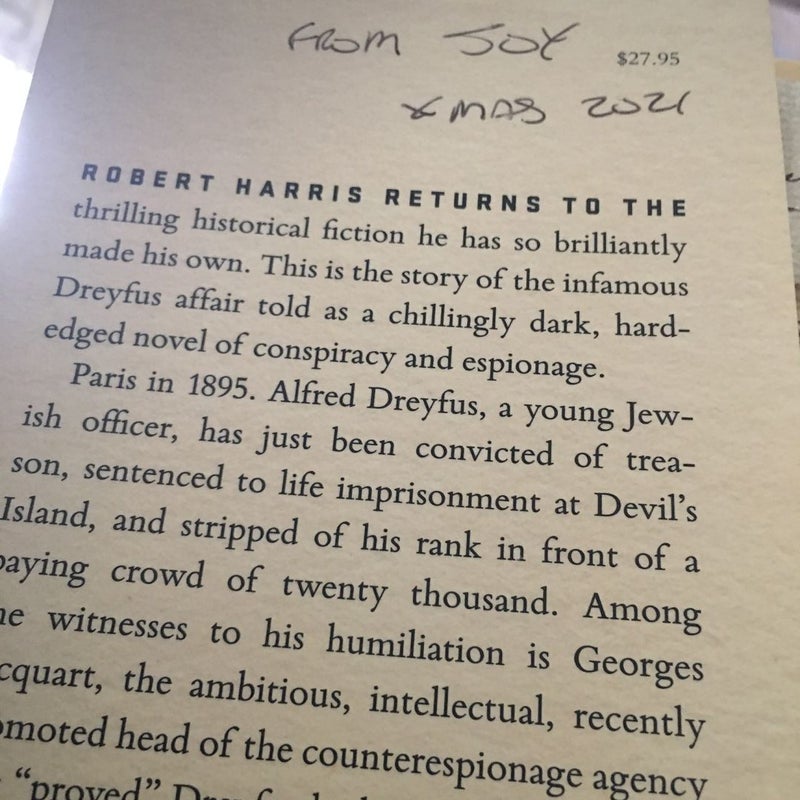 FROM JOY
$27.95
XMAS 2021
ROBERT HARRIS RETURNS TO THE
thrilling historical fiction he has so brilliantly
made his own. This is the story of the infamous
Dreyfus affair told as a chillingly dark, hard-
edged novel of conspiracy and espionage.
Paris in 1895. Alfred Dreyfus, a young Jew-
ish officer, has just been convicted of trea-
son, sentenced to life imprisonment at Devil's
Island, and stripped of his rank in front of a
paying crowd of twenty thousand. Among
he witnesses to his humiliation is Georges
cquart, the ambitious, intellectual, recently
omoted head of the counterespionage agency
"proved"